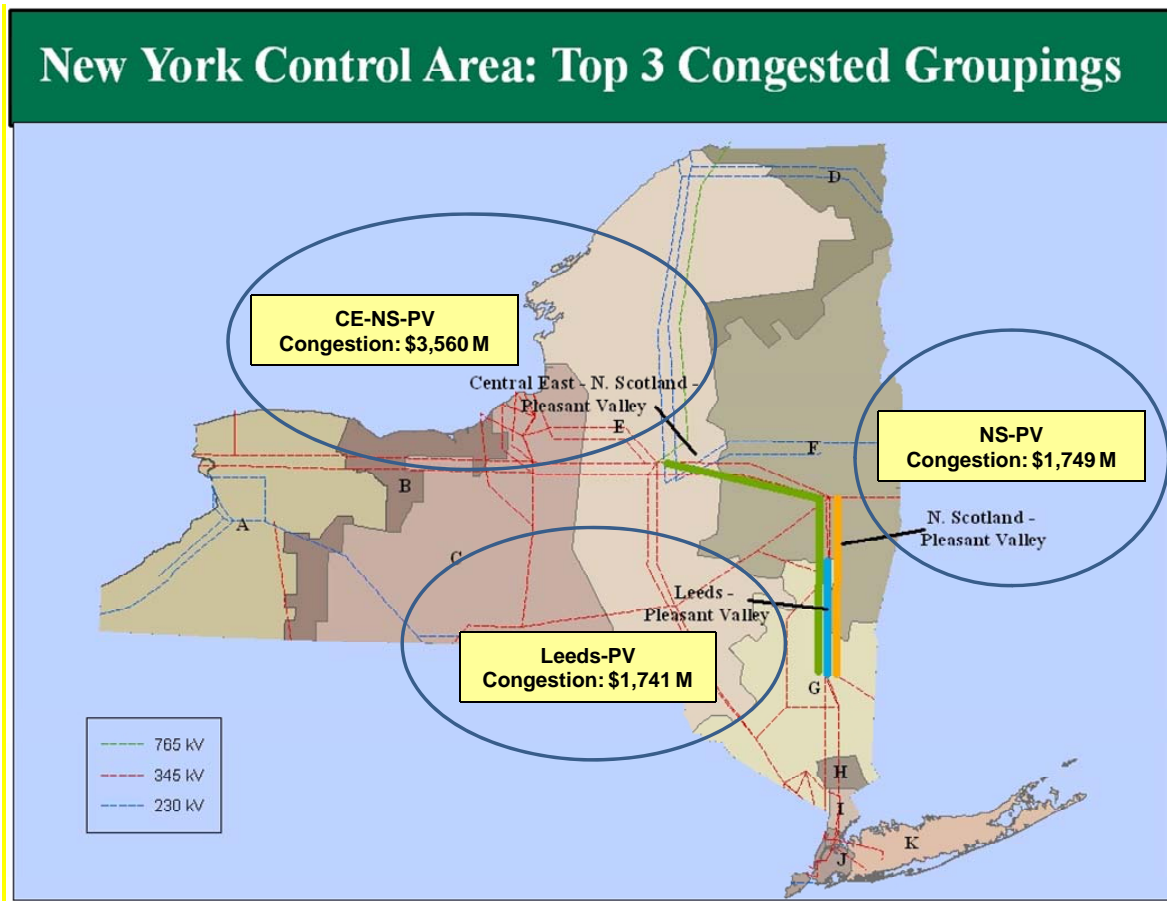 New York Control Area: Top 3 Congested Groupings
D
CE-NS-PV
Congestion: $3,560 M
Central East - N. Scotland -
Pleasant Valley
E
F
NS-PV
Congestion: $1,749 M
B
A
C
N. Scotland -
Pleasant Valley
Leeds -
Pleasant Valley
Leeds-PV
Congestion: $1,741 M
G
765 kV
345 kV
230 kV
H
I
J
K